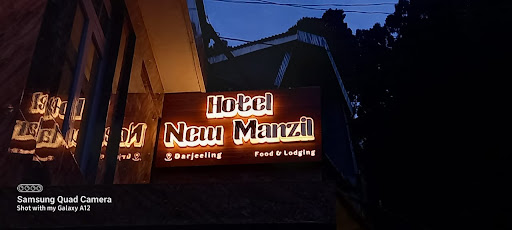 Hotel
New Manzil
Darjeeling Food & Lodging
Samsung Quad Camera
Shot with my Galaxy A12